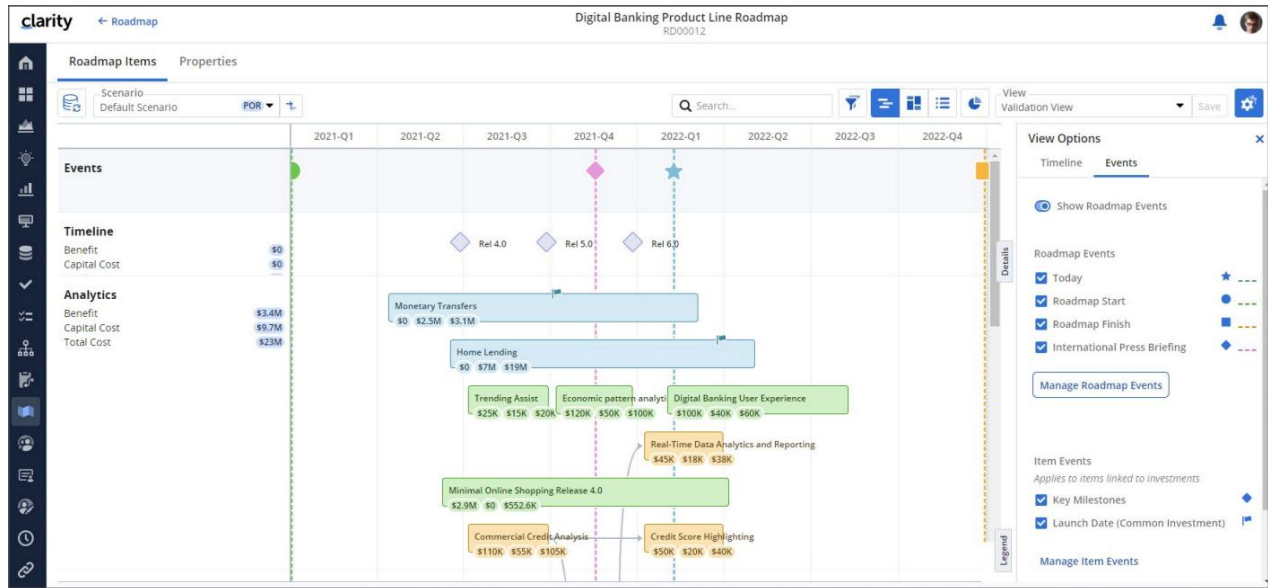 clarity
Roadmap
Digital Banking Product Line Roadmap
RD00012
Roadmap Items
Properties
Scenario
Default Scenario
POR
Search...
View
Validation View
Save
2021-Q1 2021-Q2 2021-Q3 2021-Q4 2022-Q1 2022-Q2 2022-Q3 2022-Q4
Events
Timeline
Benefit $0
Capital Cost $0
Rel 4.0 Rel 5.0 Rel 6.0
Analytics
Benefit $3.4M
Capital Cost $9.7M
Total Cost $23M
Monetary Transfers
$0 $2.5M $3.1M
Home Lending
$0 $7M $19M
Trending Assist
$25K $15K $20K
Economic pattern analyti
$120K $50K $100K
Digital Banking User Experience
$100K $40K $60K
Real-Time Data Analytics and Reporting
$45K $18K $38K
Minimal Online Shopping Release 4.0
$2.9M $0 $552.6K
Commercial Credit Analysis
$110K $55K $105K
Credit Score Highlighting
$50K $20K $40K
Details
Legend
View Options
Timeline
Events
Show Roadmap Events
Roadmap Events
Today
Roadmap Start
Roadmap Finish
International Press Briefing
Manage Roadmap Events
Item Events
Applies to items linked to investments
Key Milestones
Launch Date (Common Investment)
Manage Item Events